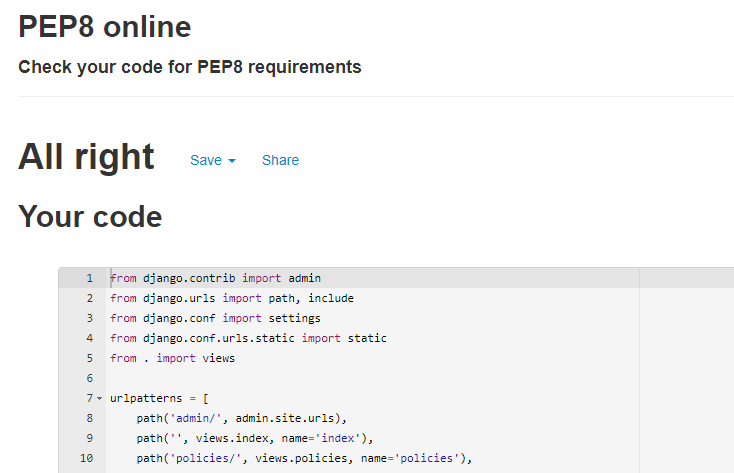 PEP8 online
Check your code for PEP8 requirements
All right Save Share
Your code
1 from django.contrib import admin
2 from django.urls import path, include
3 from django.conf import settings
4 from django.conf.urls.static import static
5 from . import views
6
7 urlpatterns = [
8     path('admin/', admin.site.urls),
9     path('', views.index, name='index'),
10     path('policies/', views.policies, name='policies'),